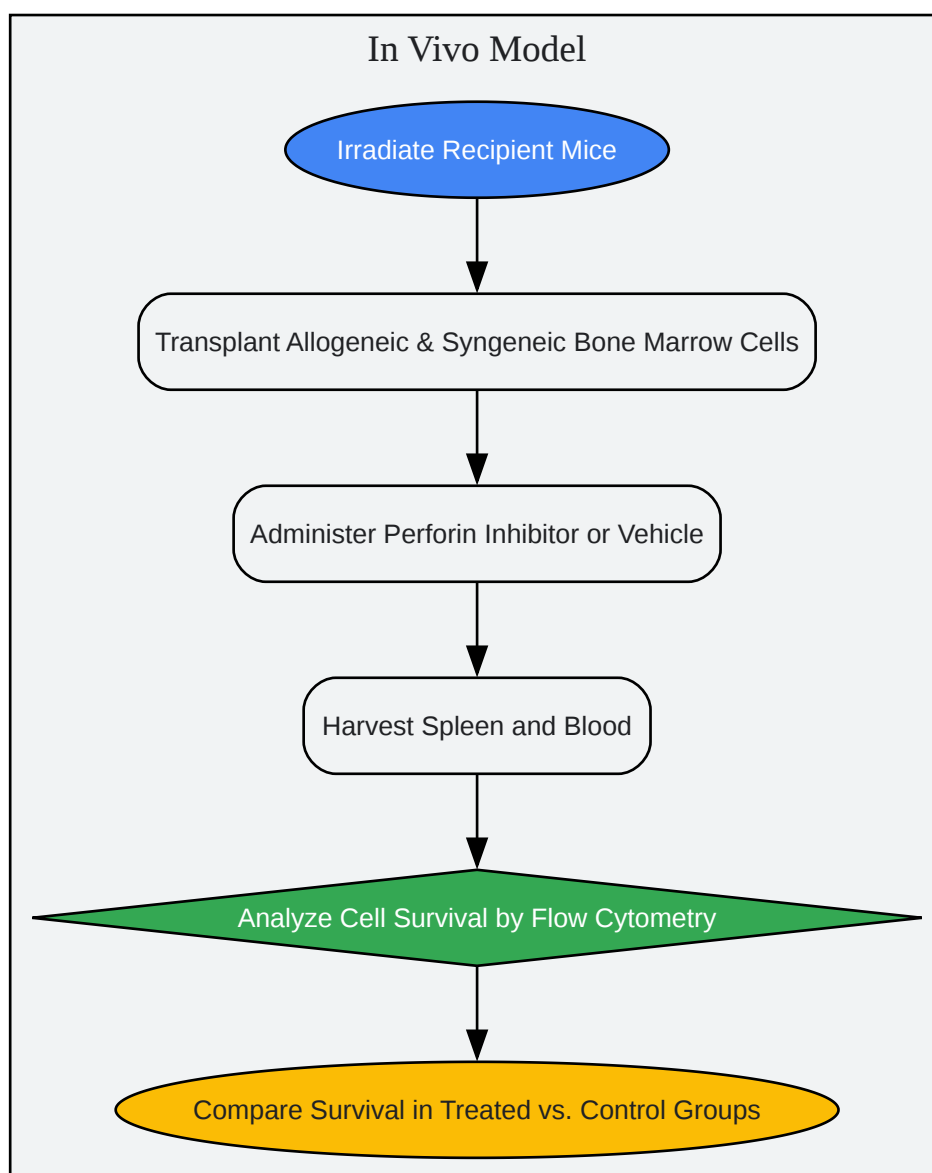 In Vivo Model
Irradiate Recipient Mice
Transplant Allogeneic & Syngeneic Bone Marrow Cells
Administer Perforin Inhibitor or Vehicle
Harvest Spleen and Blood
Analyze Cell Survival by Flow Cytometry
Compare Survival in Treated vs. Control Groups